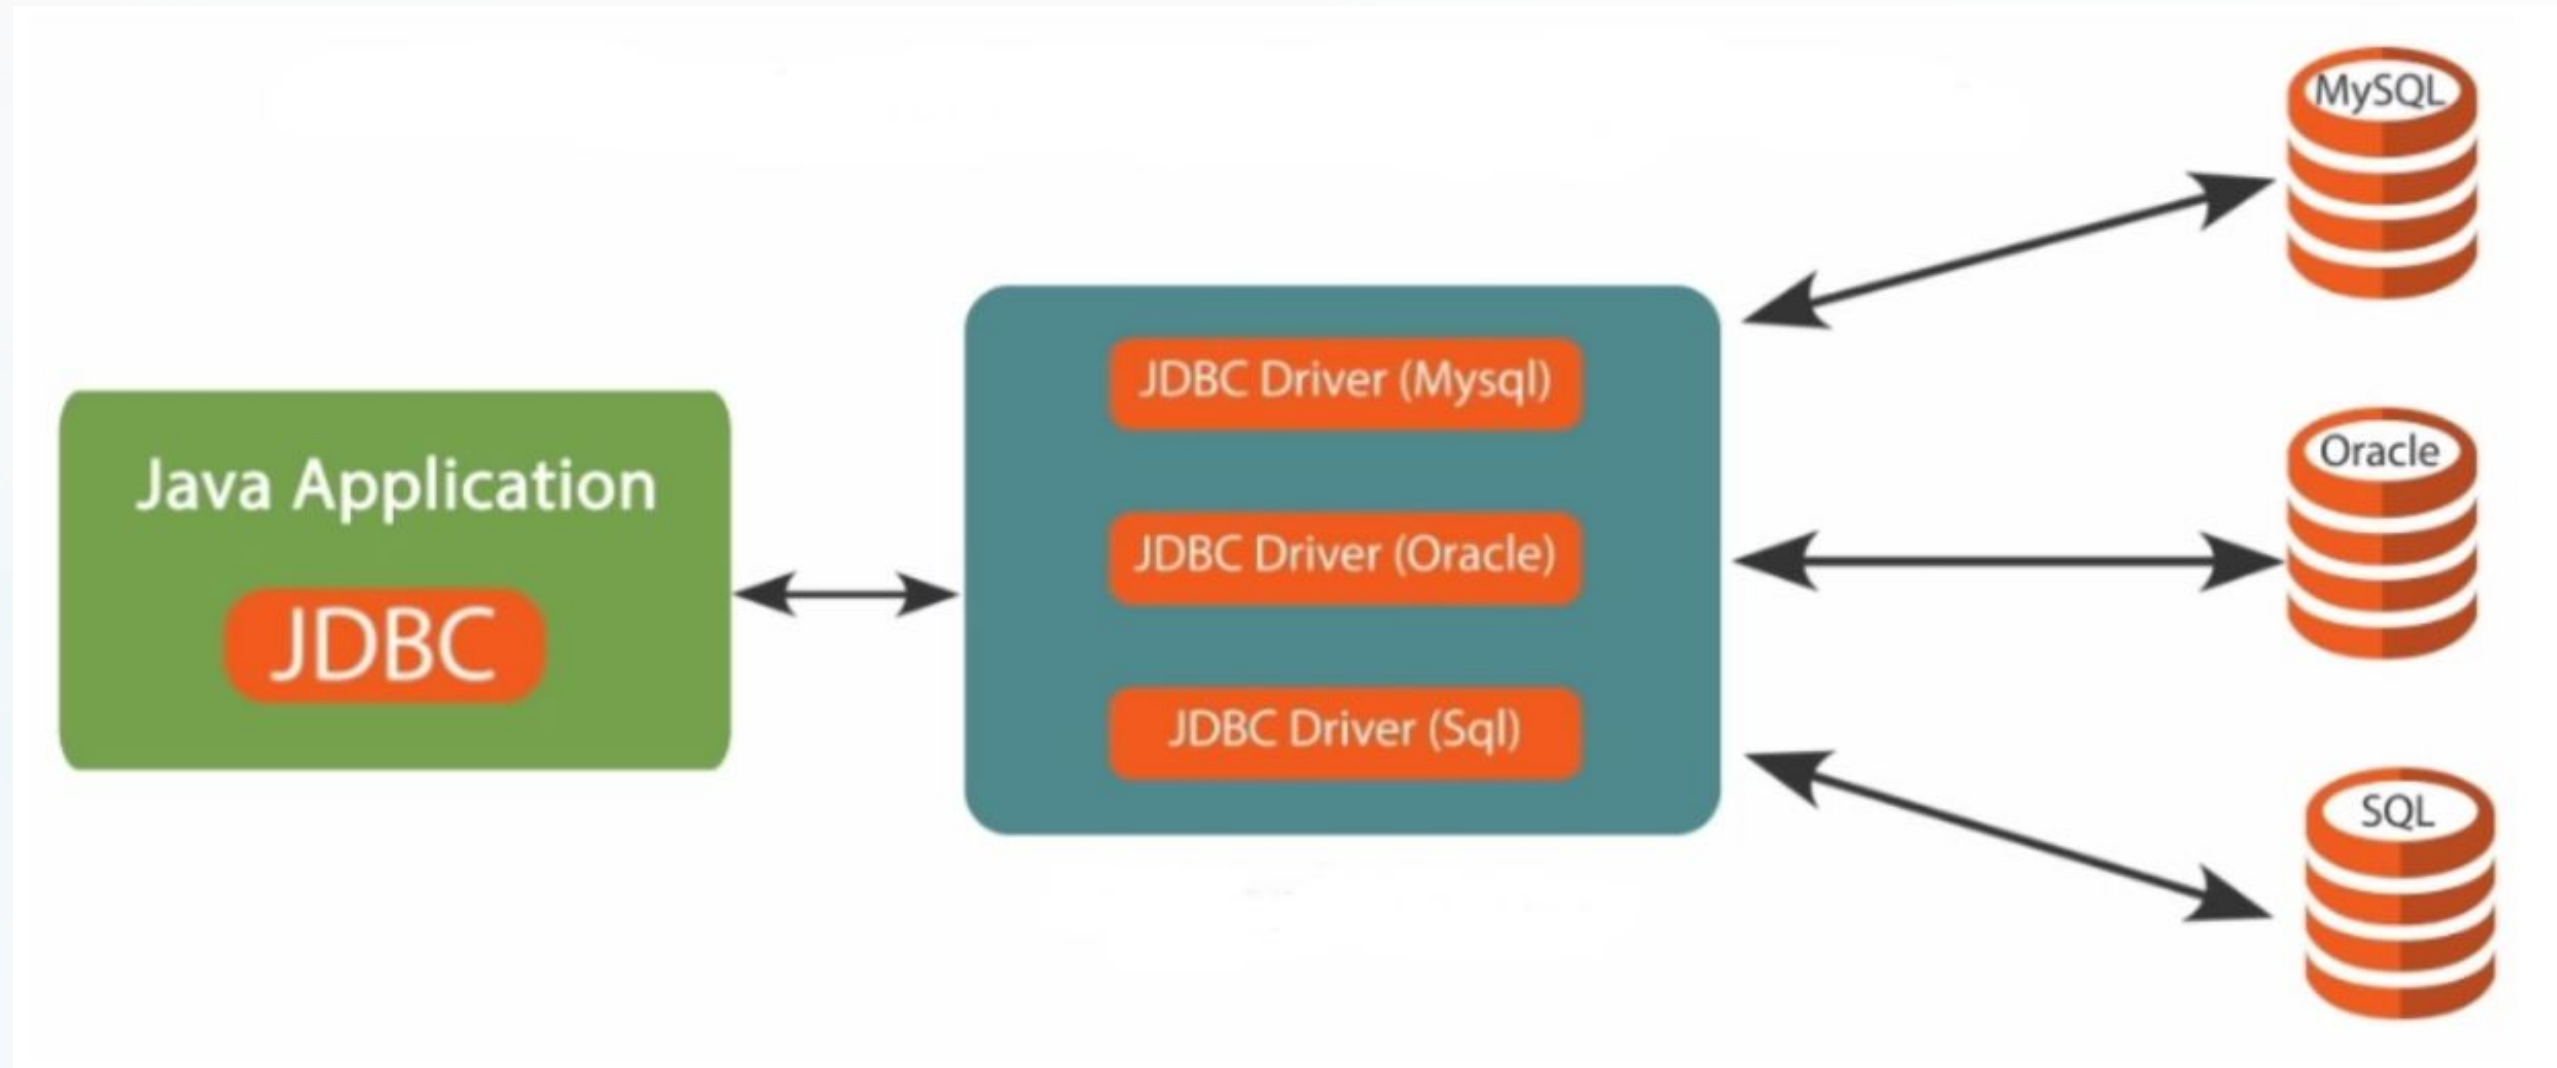 Java Application
JDBC
JDBC Driver (Mysql)
JDBC Driver (Oracle)
JDBC Driver (Sql)
MySQL
Oracle
SQL